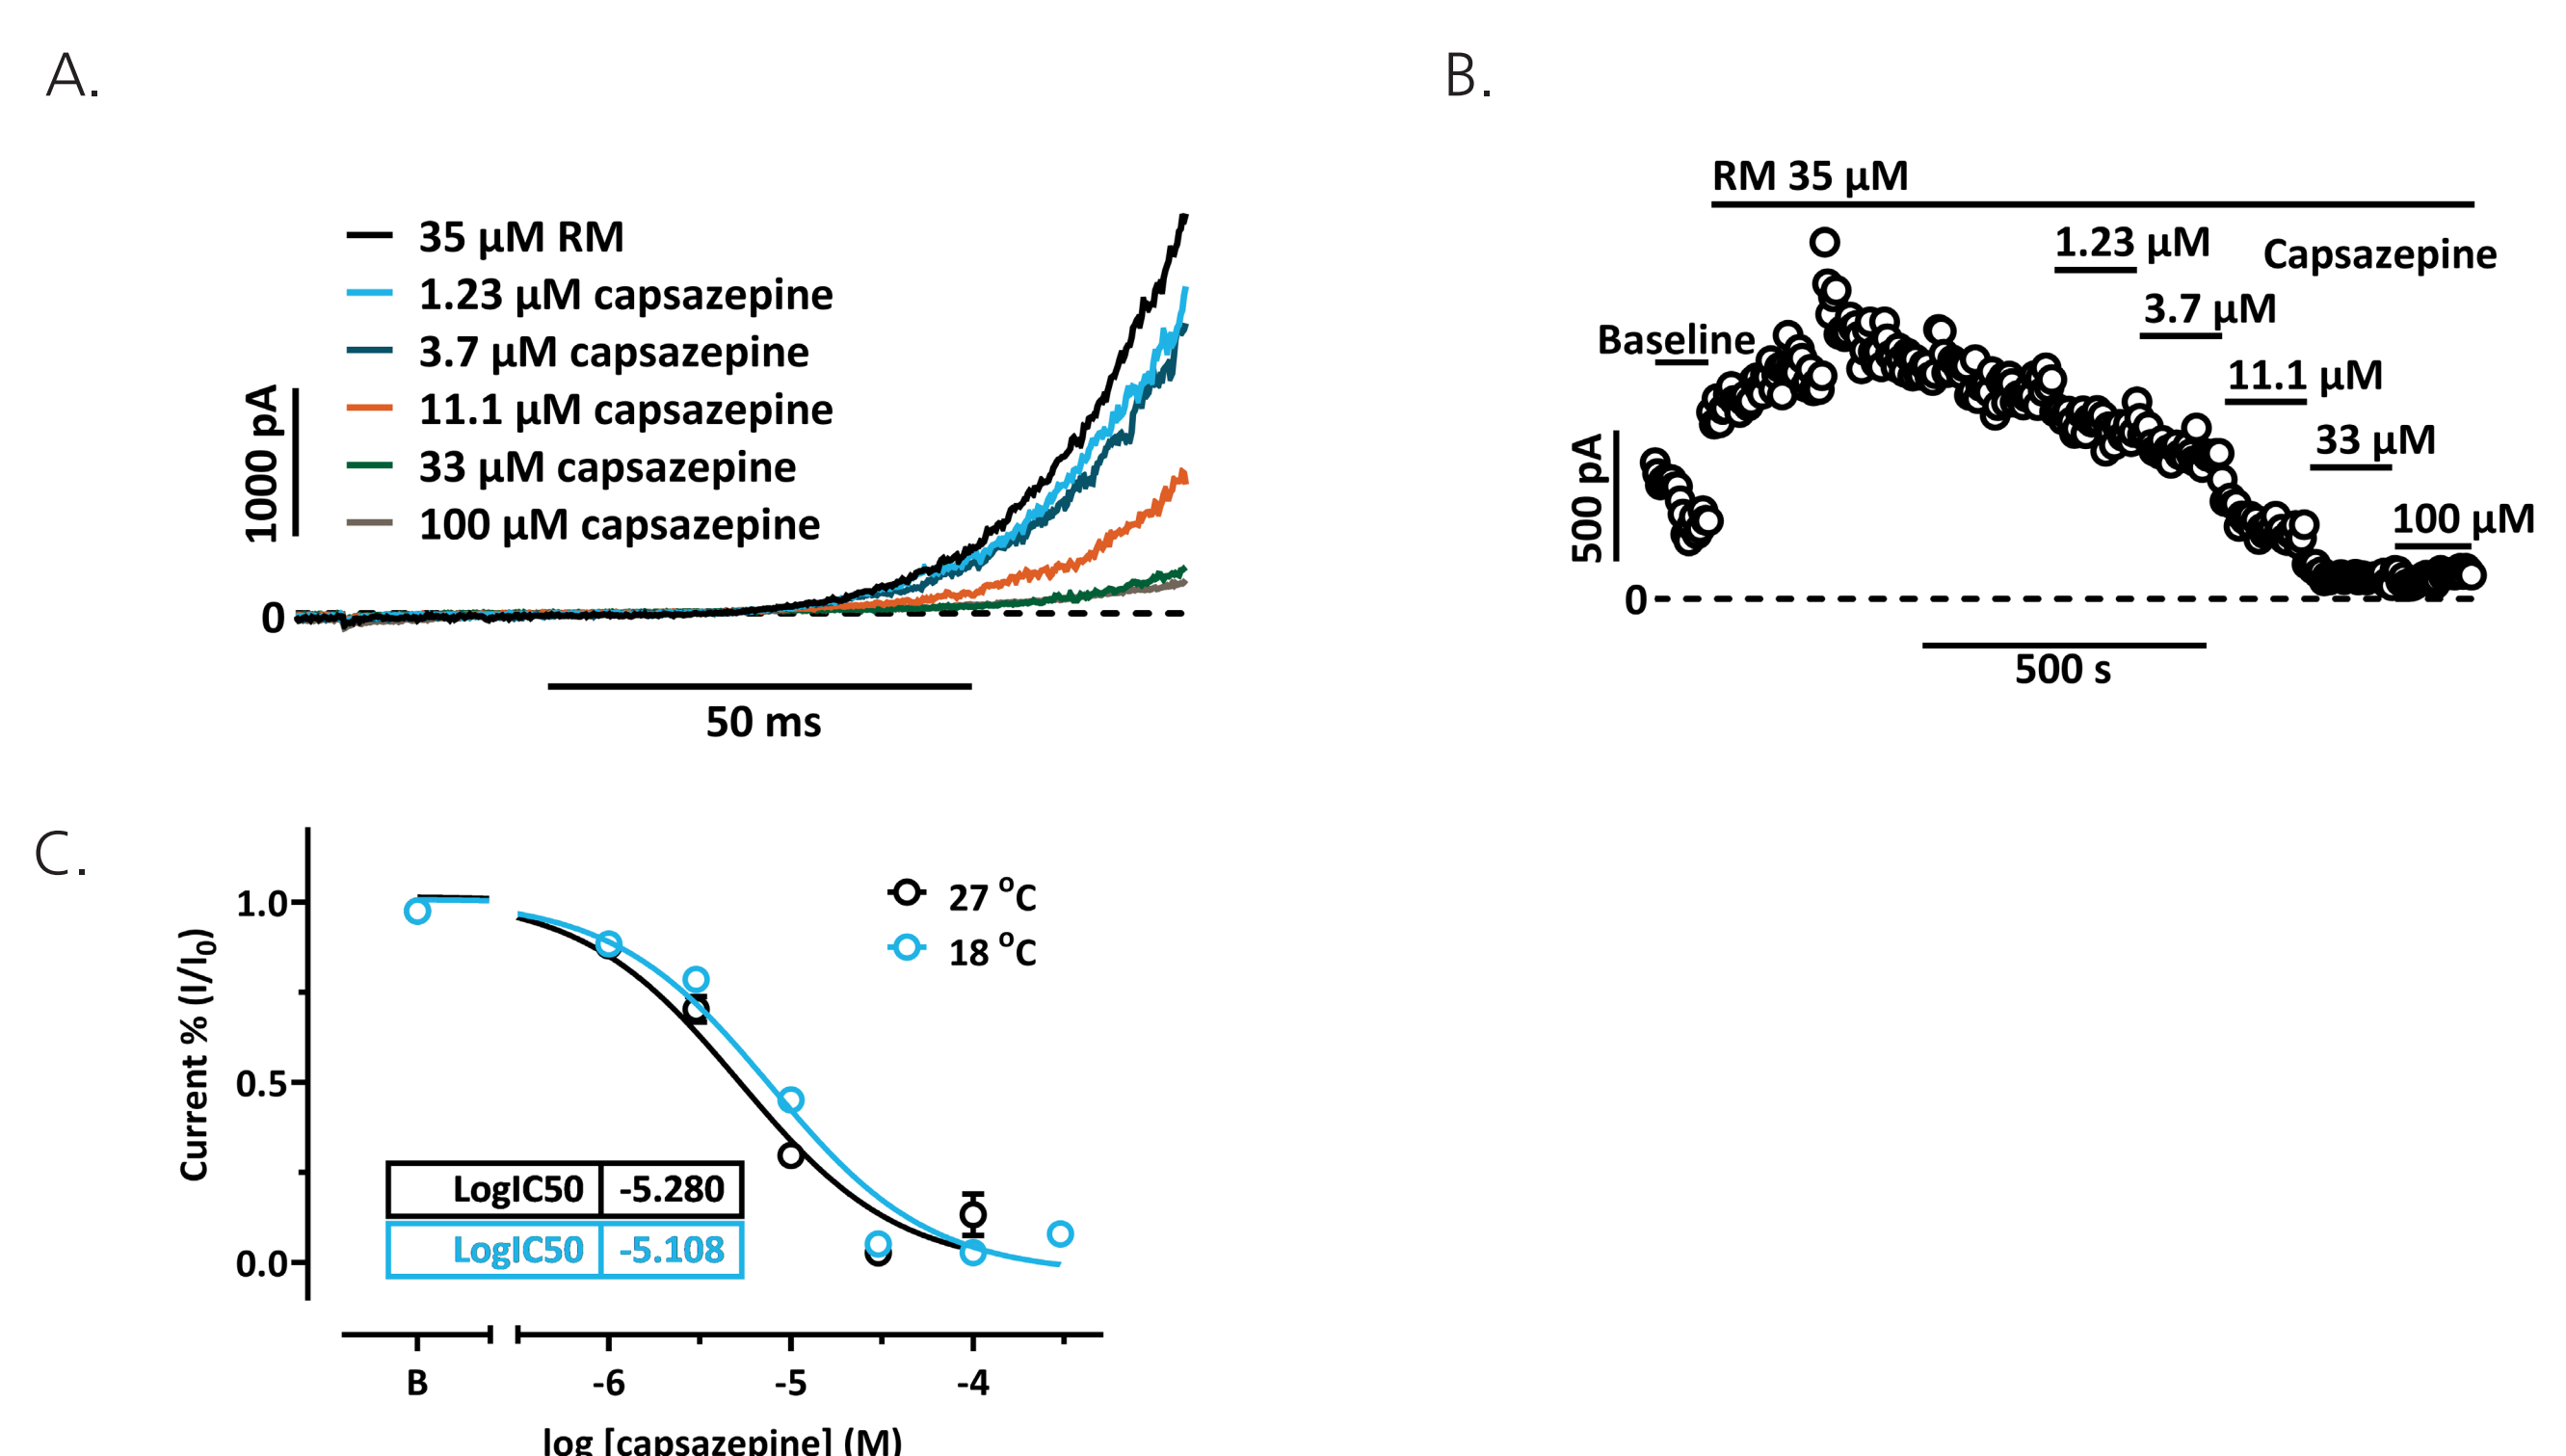 A.
35 µM RM
1.23 µM capsazepine
3.7 µM capsazepine
11.1 µM capsazepine
33 µM capsazepine
100 µM capsazepine
1000 pA
0
50 ms
B.
RM 35 µM
1.23 µM
Capsazepine
3.7 µM
Baseline
11.1 µM
33 µM
100 µM
500 pA
0
500 s
C.
27 °C
18 °C
1.0
0.5
0.0
Current % (I/I₀)
LogIC50 -5.280
LogIC50 -5.108
B -6 -5 -4
log [capsazepine] (M)